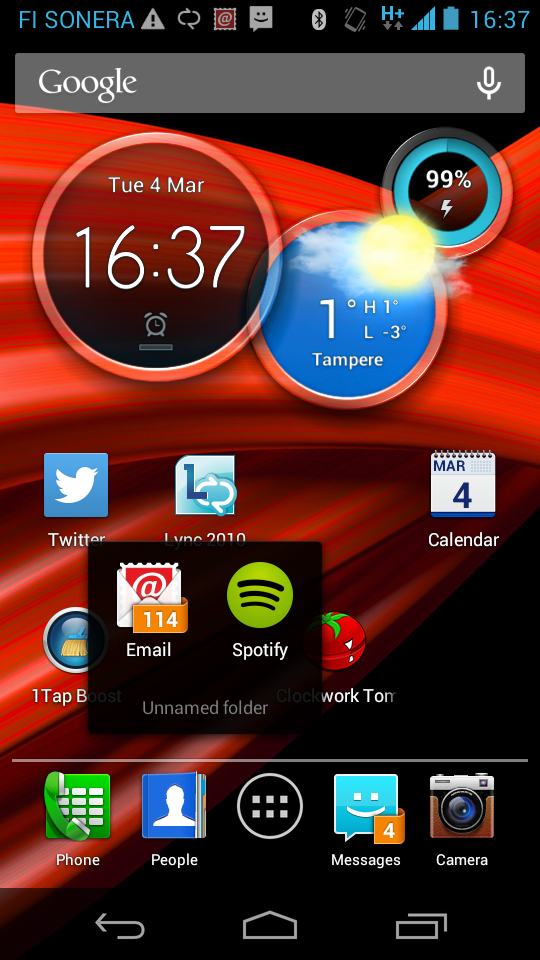 FI SONERA
H+
16:37
Google
Tue 4 Mar
16:37
99%
1° H 1°
L -3°
Tampere
MAR
4
L
Twitter
Lync 2010
Calendar
@
114
Email
Spotify
1Tap Boost
Clockwork Tom
Unnamed folder
4
Phone
People
Messages
Camera